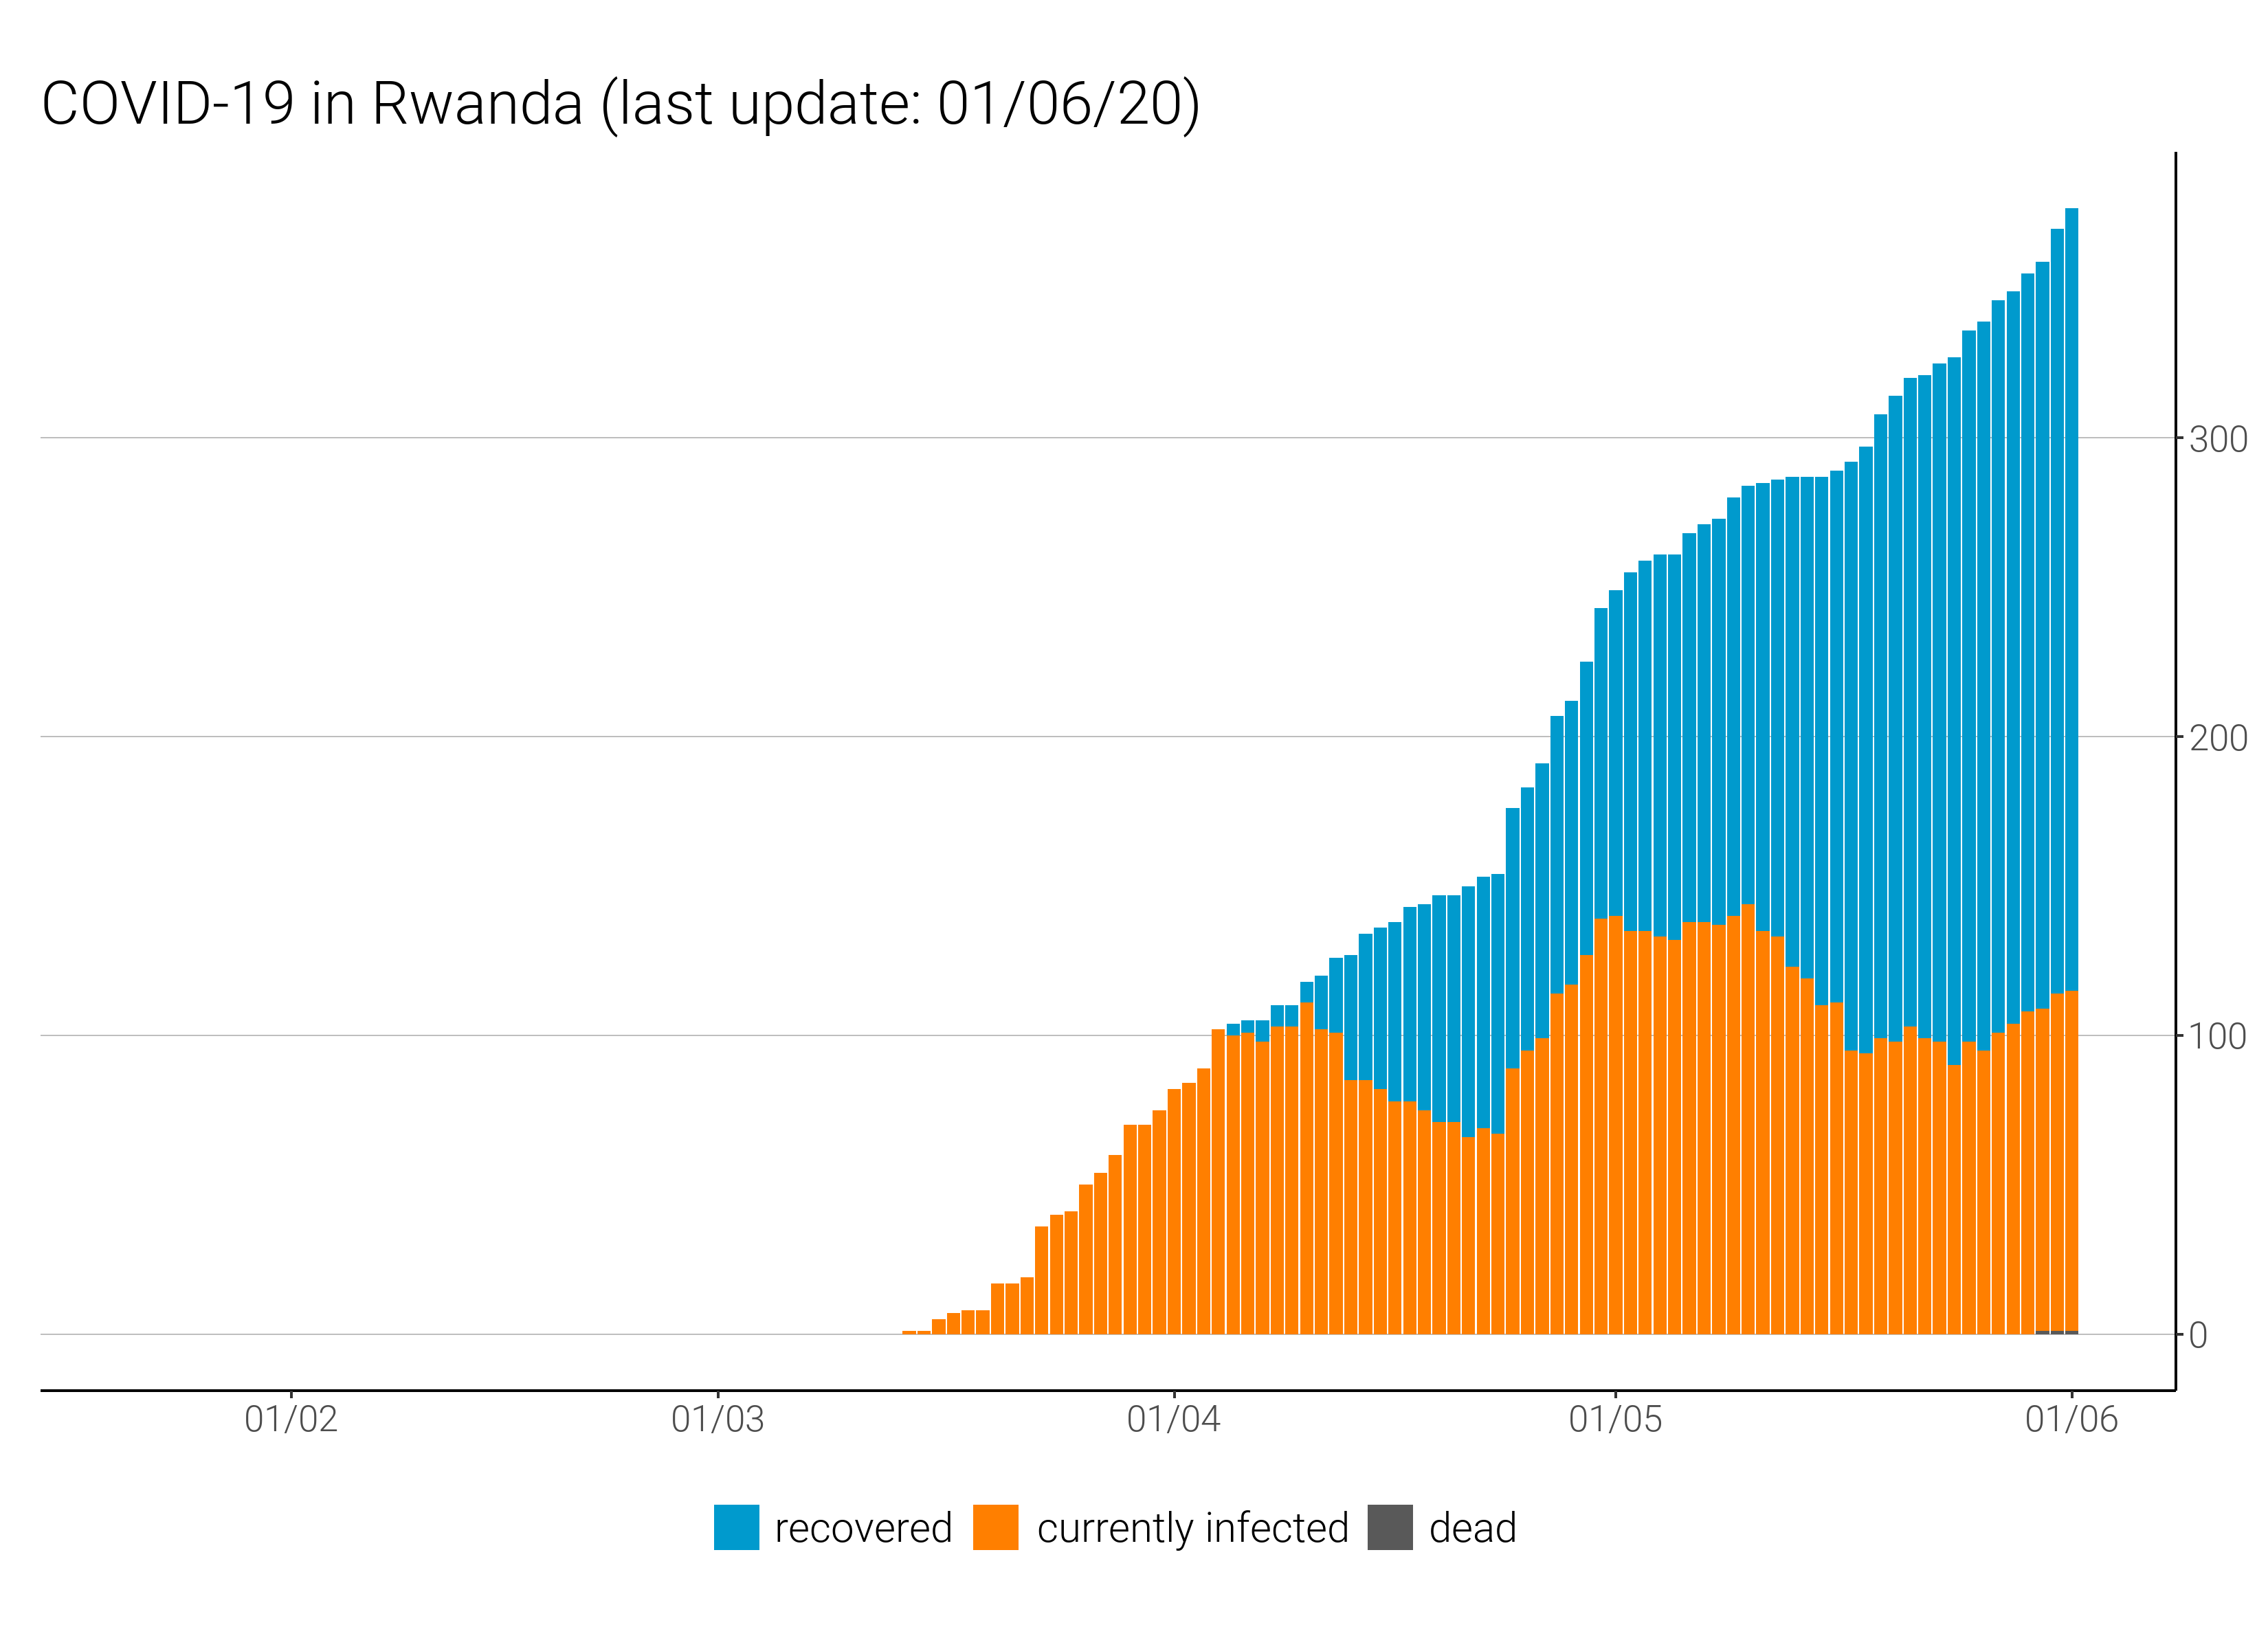 COVID-19 in Rwanda (last update: 01/06/20)
300
200
100
0
01/02 01/03 01/04 01/05 01/06
recovered currently infected dead